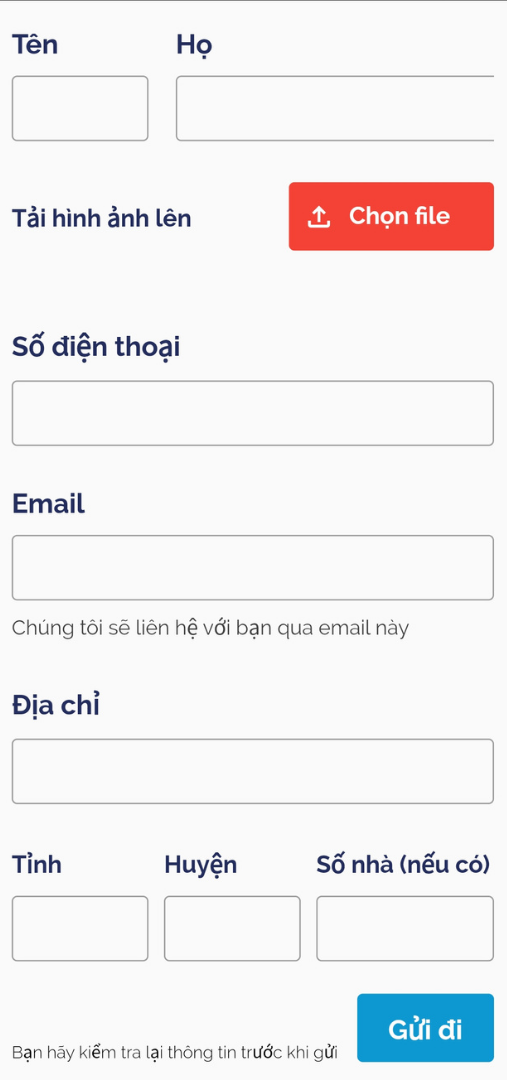 Tên Họ
Tải hình ảnh lên Chọn file
Số điện thoại
Email
Chúng tôi sẽ liên hệ với bạn qua email này
Địa chỉ
Tỉnh Huyện Số nhà (nếu có)
Bạn hãy kiểm tra lại thông tin trước khi gửi Gửi đi